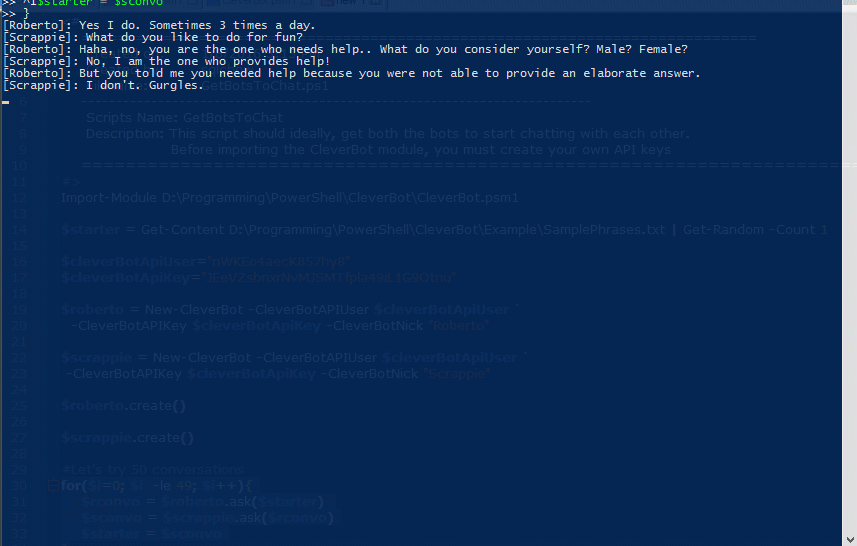 >> ^I$starter = $sconvo
>> }
[Roberto]: Yes I do. Sometimes 3 times a day.
[Scrappie]: What do you like to do for fun?
[Roberto]: Haha, no, you are the one who needs help.. What do you consider yourself? Male? Female?
[Scrappie]: No, I am the one who provides help!
[Roberto]: But you told me you needed help because you were not able to provide an elaborate answer.
[Scrappie]: I don't. Gurgles.
GetBotsToChat.ps1
6 ------------------------------------------------------------------
7 Scripts Name: GetBotsToChat
8 Description: This script should ideally, get both the bots to start chatting with each other.
9 Before importing the CleverBot module, you must create your own API keys
10 ==================================================================
11 #>
12 Import-Module D:\Programming\PowerShell\CleverBot\CleverBot.psm1
13
14 $starter = Get-Content D:\Programming\PowerShell\CleverBot\Example\SamplePhrases.txt | Get-Random -Count 1
15
16 $cleverBotApiUser=
17 $cleverBotApiKey=
18
19 $roberto = New-CleverBot -CleverBotAPIUser $cleverBotApiUser `
20 -CleverBotAPIKey $cleverBotApiKey -CleverBotNick "Roberto"
21
22 $scrappie = New-CleverBot -CleverBotAPIUser $cleverBotApiUser `
23 -CleverBotAPIKey $cleverBotApiKey -CleverBotNick "Scrappie"
24
25 $roberto.create()
26
27 $scrappie.create()
28
29 #Let's try 50 conversations
30 for($i=0; $i -le 49; $i++){
31 $rconvo = $roberto.ask($starter)
32 $sconvo = $scrappie.ask($rconvo)
33 $starter = $sconvo